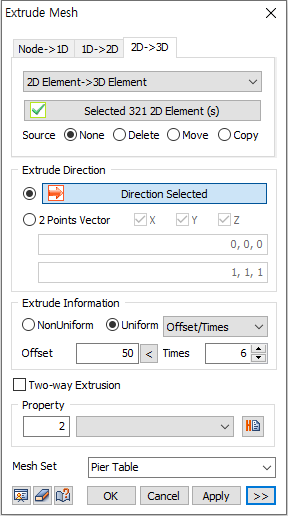 Extrude Mesh
Node->1D 1D->2D 2D->3D
2D Element->3D Element
Selected 321 2D Element (s)
Source None Delete Move Copy
Extrude Direction
Direction Selected
2 Points Vector X Y Z
0, 0, 0
1, 1, 1
Extrude Information
NonUniform Uniform Offset/Times
Offset 50 < Times 6
Two-way Extrusion
Property
2
Mesh Set Pier Table
OK Cancel Apply >>